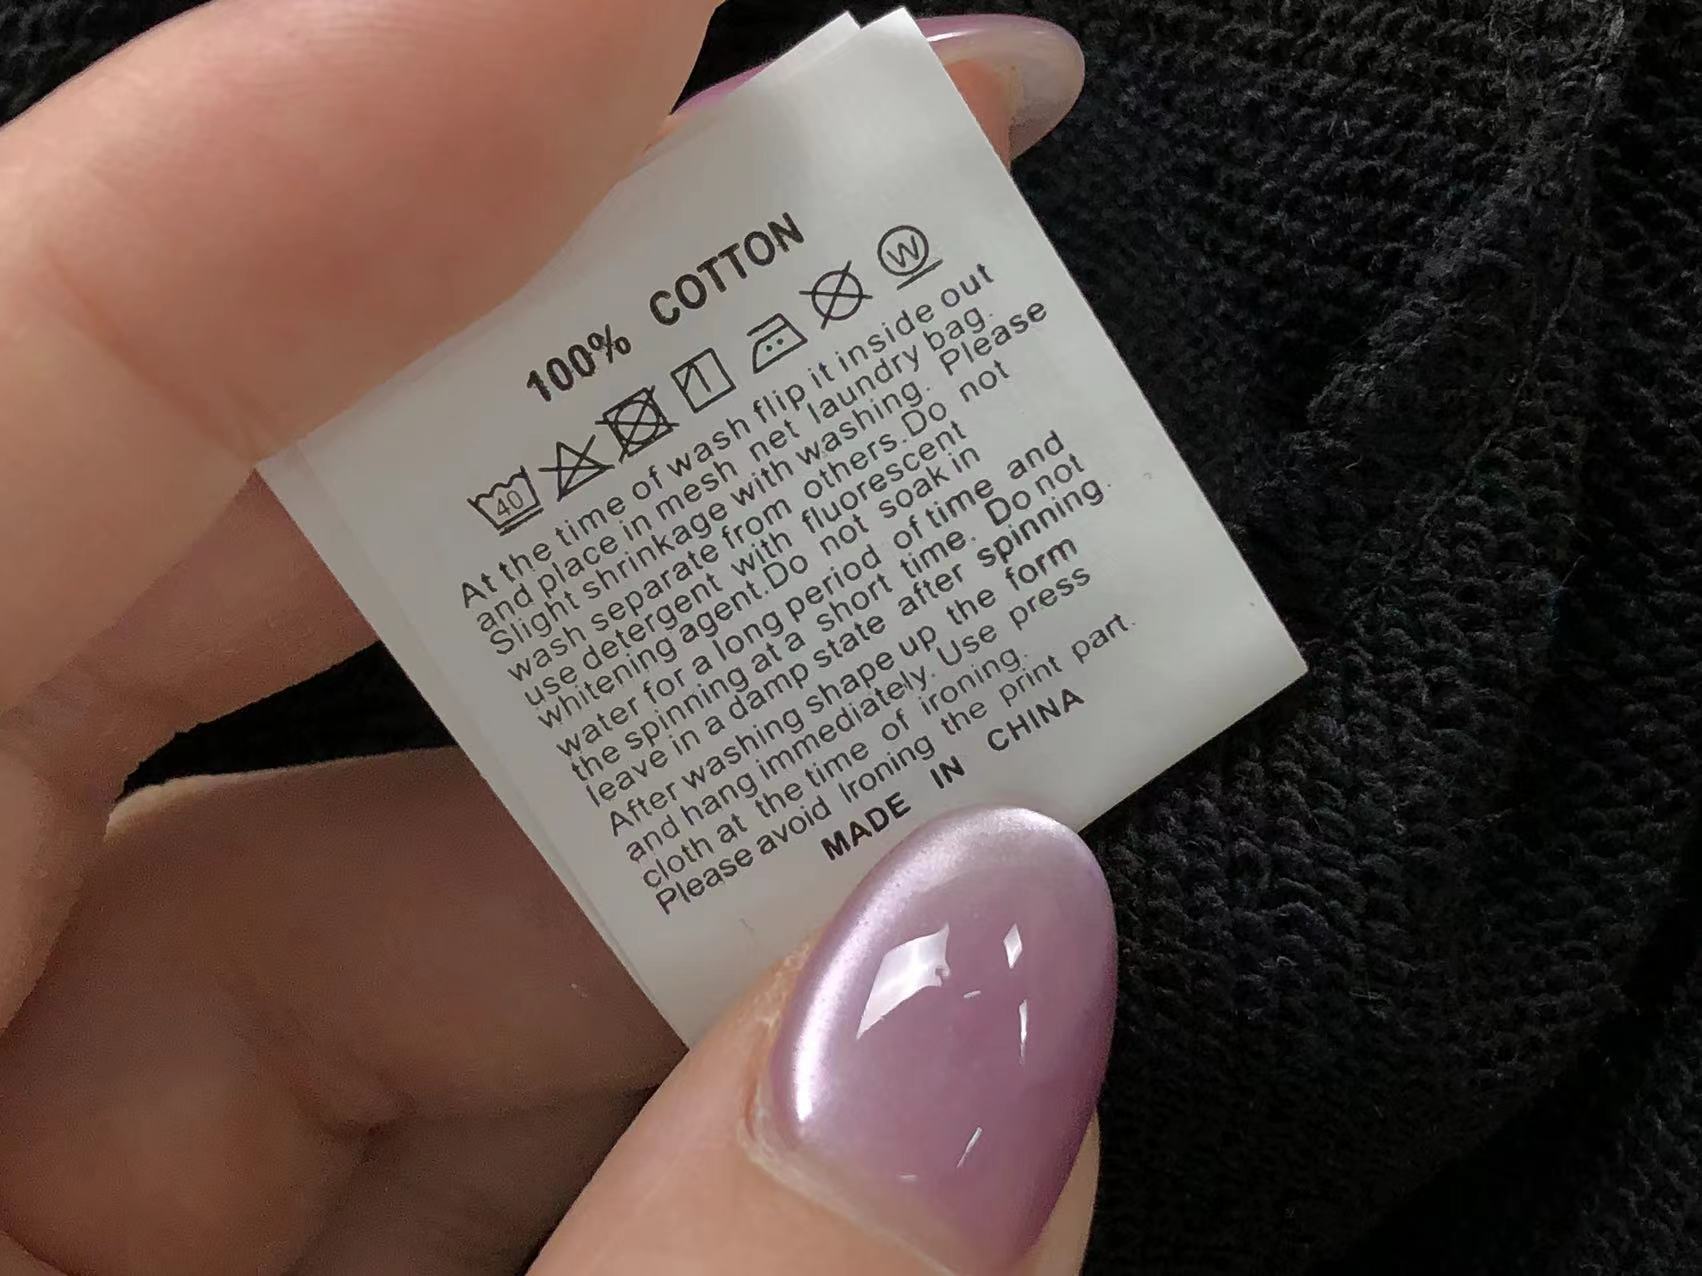 100% COTTON
40 W
At the time of wash flip it inside out
and place in mesh net laundry bag.
Slight shrinkage with washing. Please
wash separate from others.Do not
use detergent with fluorescent
whitening agent.Do not soak in
water for a long period of time and
the spinning at a short time. Do not
leave in a damp state after spinning.
After washing shape up the form
and hang immediately. Use press
cloth at the time of ironing.
Please avoid Ironing the print part.
MADE IN CHINA